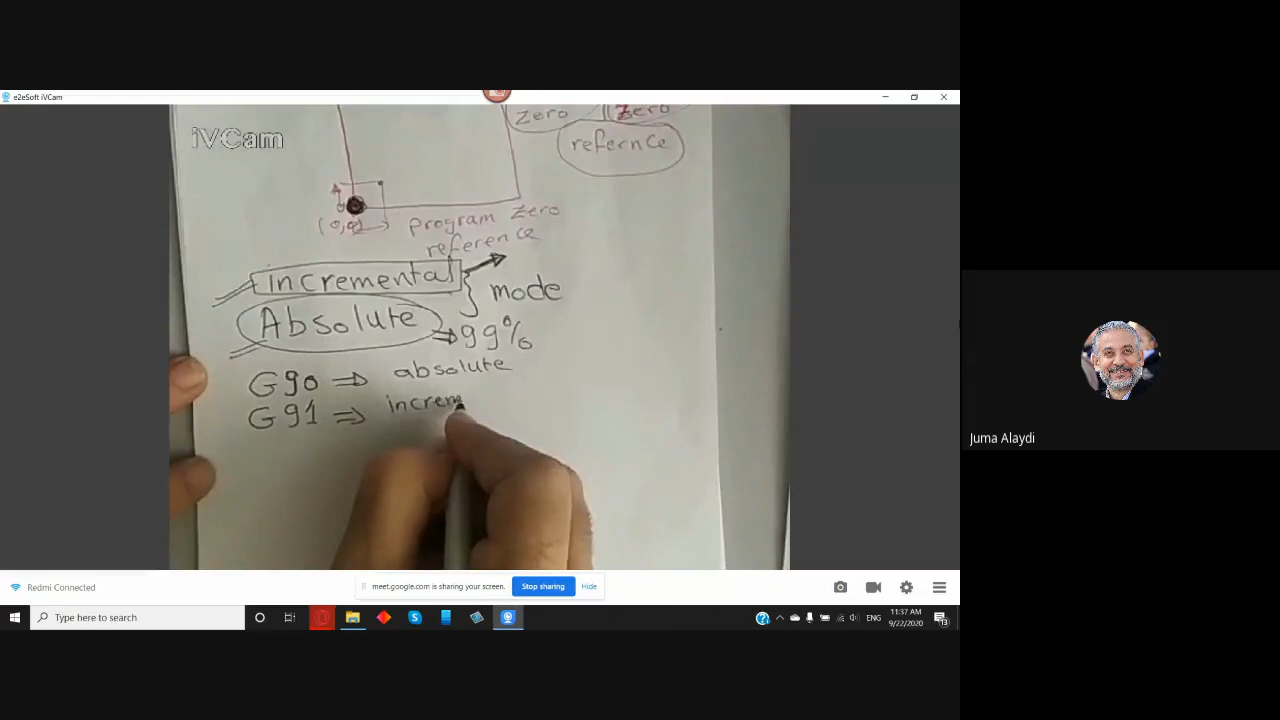 e2eSoft iVCam
iVCam
Zero
Zero
refernce
(0,0)
program Zero
reference
incremental
mode
Absolute
⇒ 99%
G90 ⇒ absolute
G91 ⇒ increm
Juma Alaydi
Redmi Connected
meet.google.com is sharing your screen.
Stop sharing
Hide
Type here to search
ENG
11:37 AM
9/22/2020
13